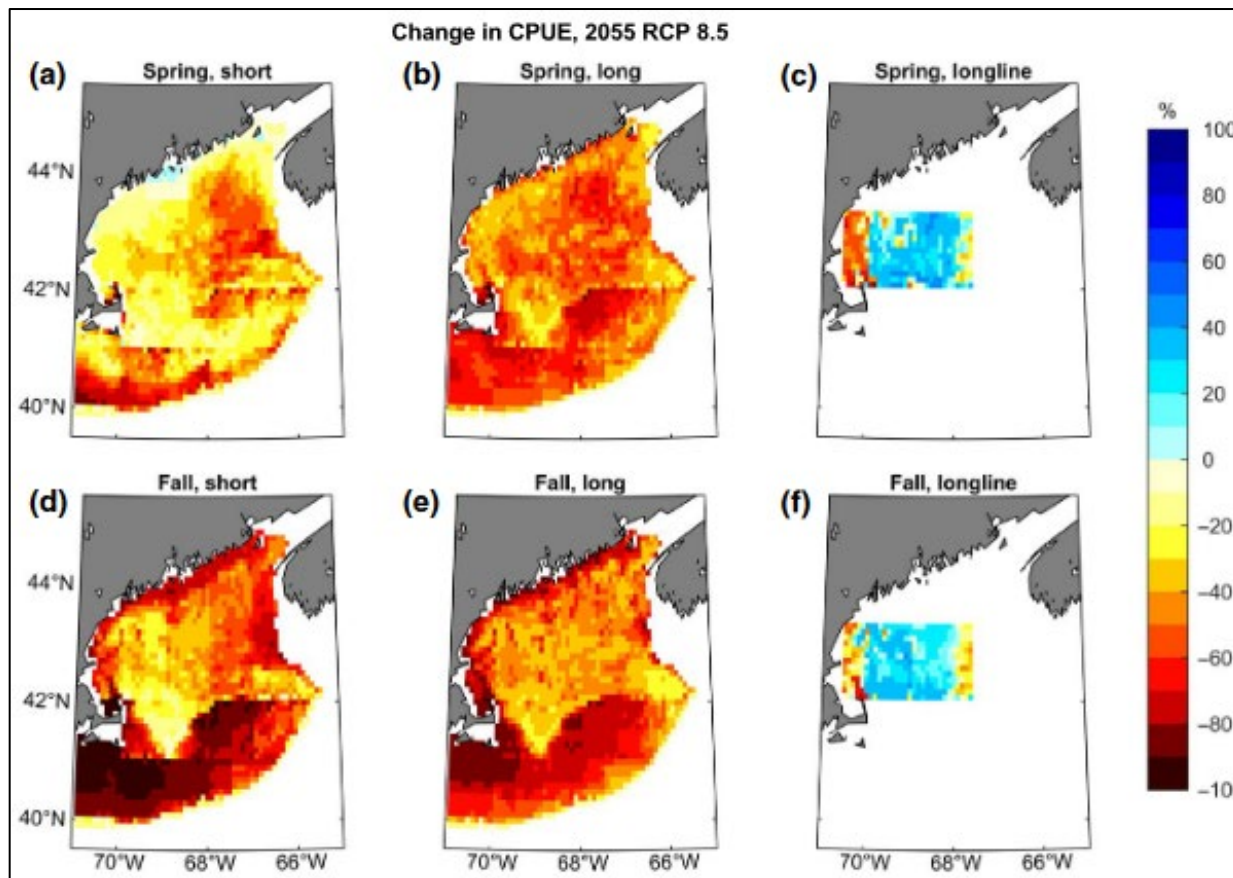 Change in CPUE, 2055 RCP 8.5
(a) Spring, short
(b) Spring, long
(c) Spring, longline
44°N
42°N
40°N
(d) Fall, short
(e) Fall, long
(f) Fall, longline
44°N
42°N
40°N
70°W 68°W 66°W
70°W 68°W 66°W
70°W 68°W 66°W
%
100
80
60
40
20
0
−20
−40
−60
−80
−10